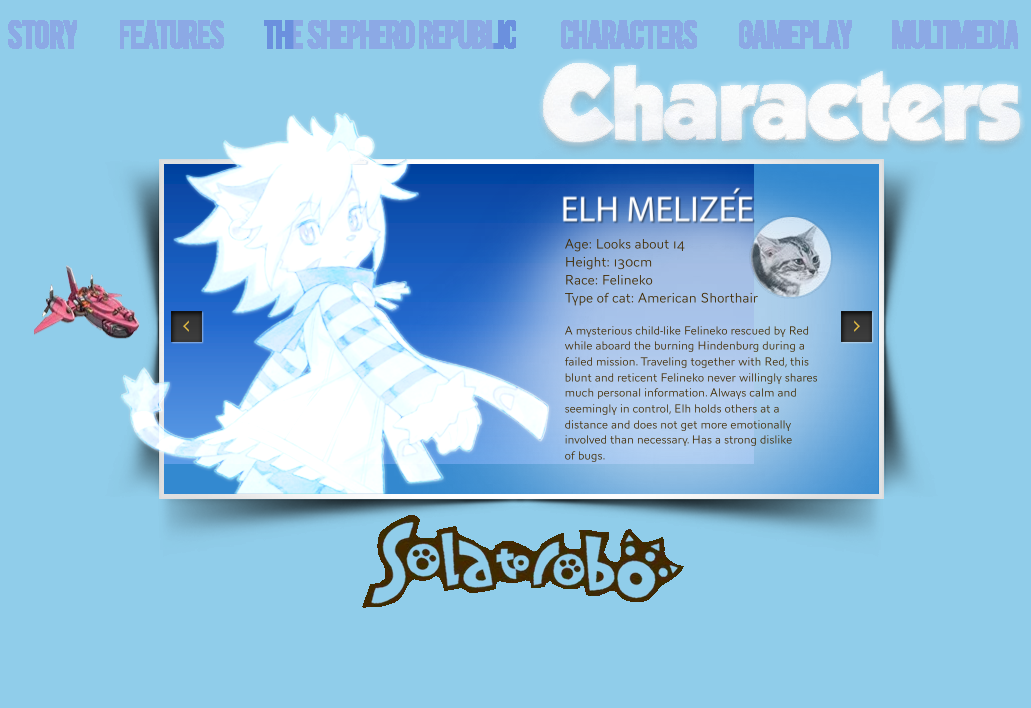 STORY FEATURES THE SHEPHERD REPUBLIC CHARACTERS GAMEPLAY MULTIMEDIA
Characters
ELH MELIZÉE
Age: Looks about 14
Height: 130cm
Race: Felineko
Type of cat: American Shorthair
A mysterious child-like Felineko rescued by Red
while aboard the burning Hindenburg during a
failed mission. Traveling together with Red, this
blunt and reticent Felineko never willingly shares
much personal information. Always calm and
seemingly in control, Elh holds others at a
distance and does not get more emotionally
involved than necessary. Has a strong dislike
of bugs.
Solatorobo